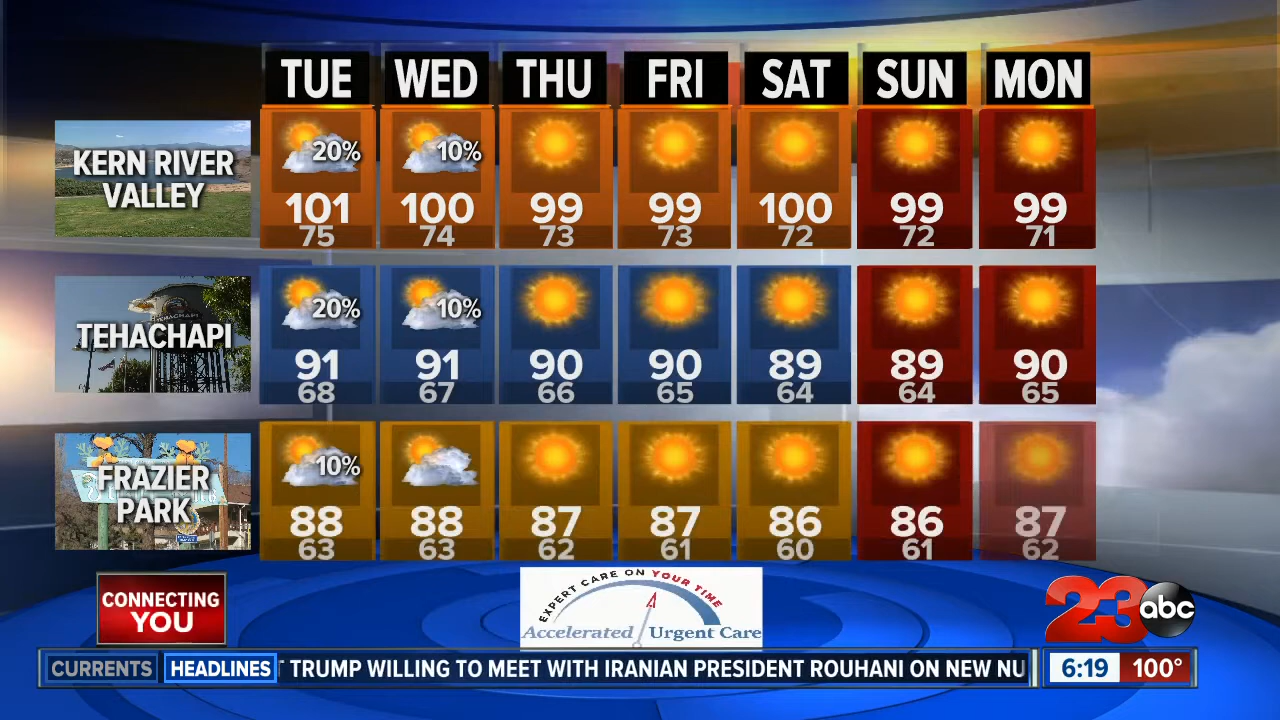 TUE WED THU FRI SAT SUN MON
KERN RIVER
VALLEY
20% 10%
101 100 99 99 100 99 99
75 74 73 73 72 72 71
TEHACHAPI
20% 10%
91 91 90 90 89 89 90
68 67 66 65 64 64 65
FRAZIER
PARK
10%
88 88 87 87 86 86 87
63 63 62 61 60 61 62
CONNECTING
YOU
EXPERT CARE ON YOUR TIME
Accelerated Urgent Care
23 abc
CURRENTS HEADLINES TRUMP WILLING TO MEET WITH IRANIAN PRESIDENT ROUHANI ON NEW NU 6:19 100°